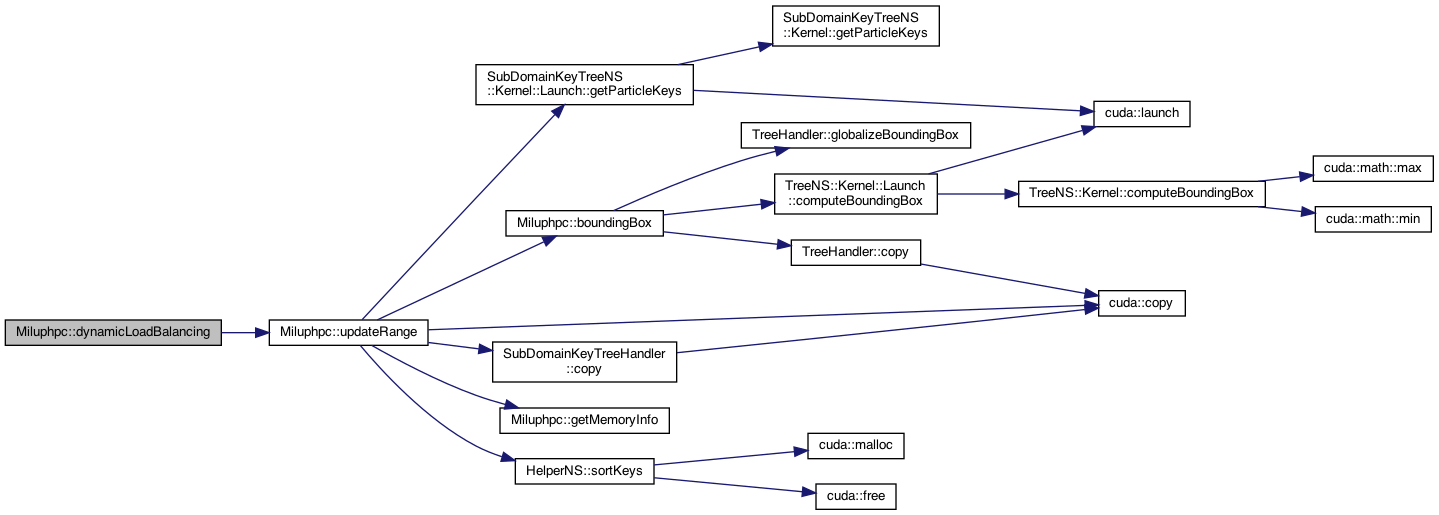 Miluphpc::dynamicLoadBalancing
Miluphpc::updateRange
SubDomainKeyTreeNS
::Kernel::Launch::getParticleKeys
SubDomainKeyTreeNS
::Kernel::getParticleKeys
cuda::launch
Miluphpc::boundingBox
TreeHandler::globalizeBoundingBox
TreeNS::Kernel::Launch
::computeBoundingBox
TreeNS::Kernel::computeBoundingBox
cuda::math::max
cuda::math::min
TreeHandler::copy
cuda::copy
SubDomainKeyTreeHandler
::copy
Miluphpc::getMemoryInfo
HelperNS::sortKeys
cuda::malloc
cuda::free